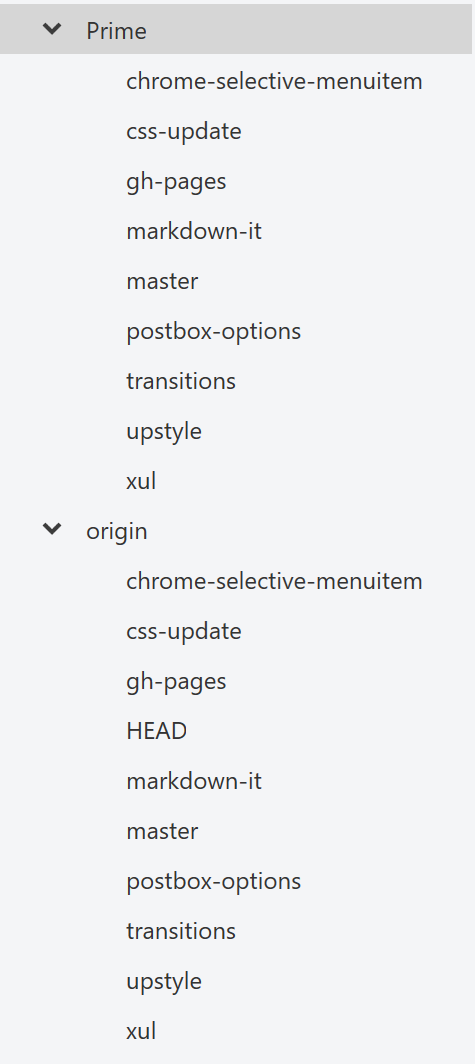 Prime
chrome-selective-menuitem
css-update
gh-pages
markdown-it
master
postbox-options
transitions
upstyle
xul
origin
chrome-selective-menuitem
css-update
gh-pages
HEAD
markdown-it
master
postbox-options
transitions
upstyle
xul